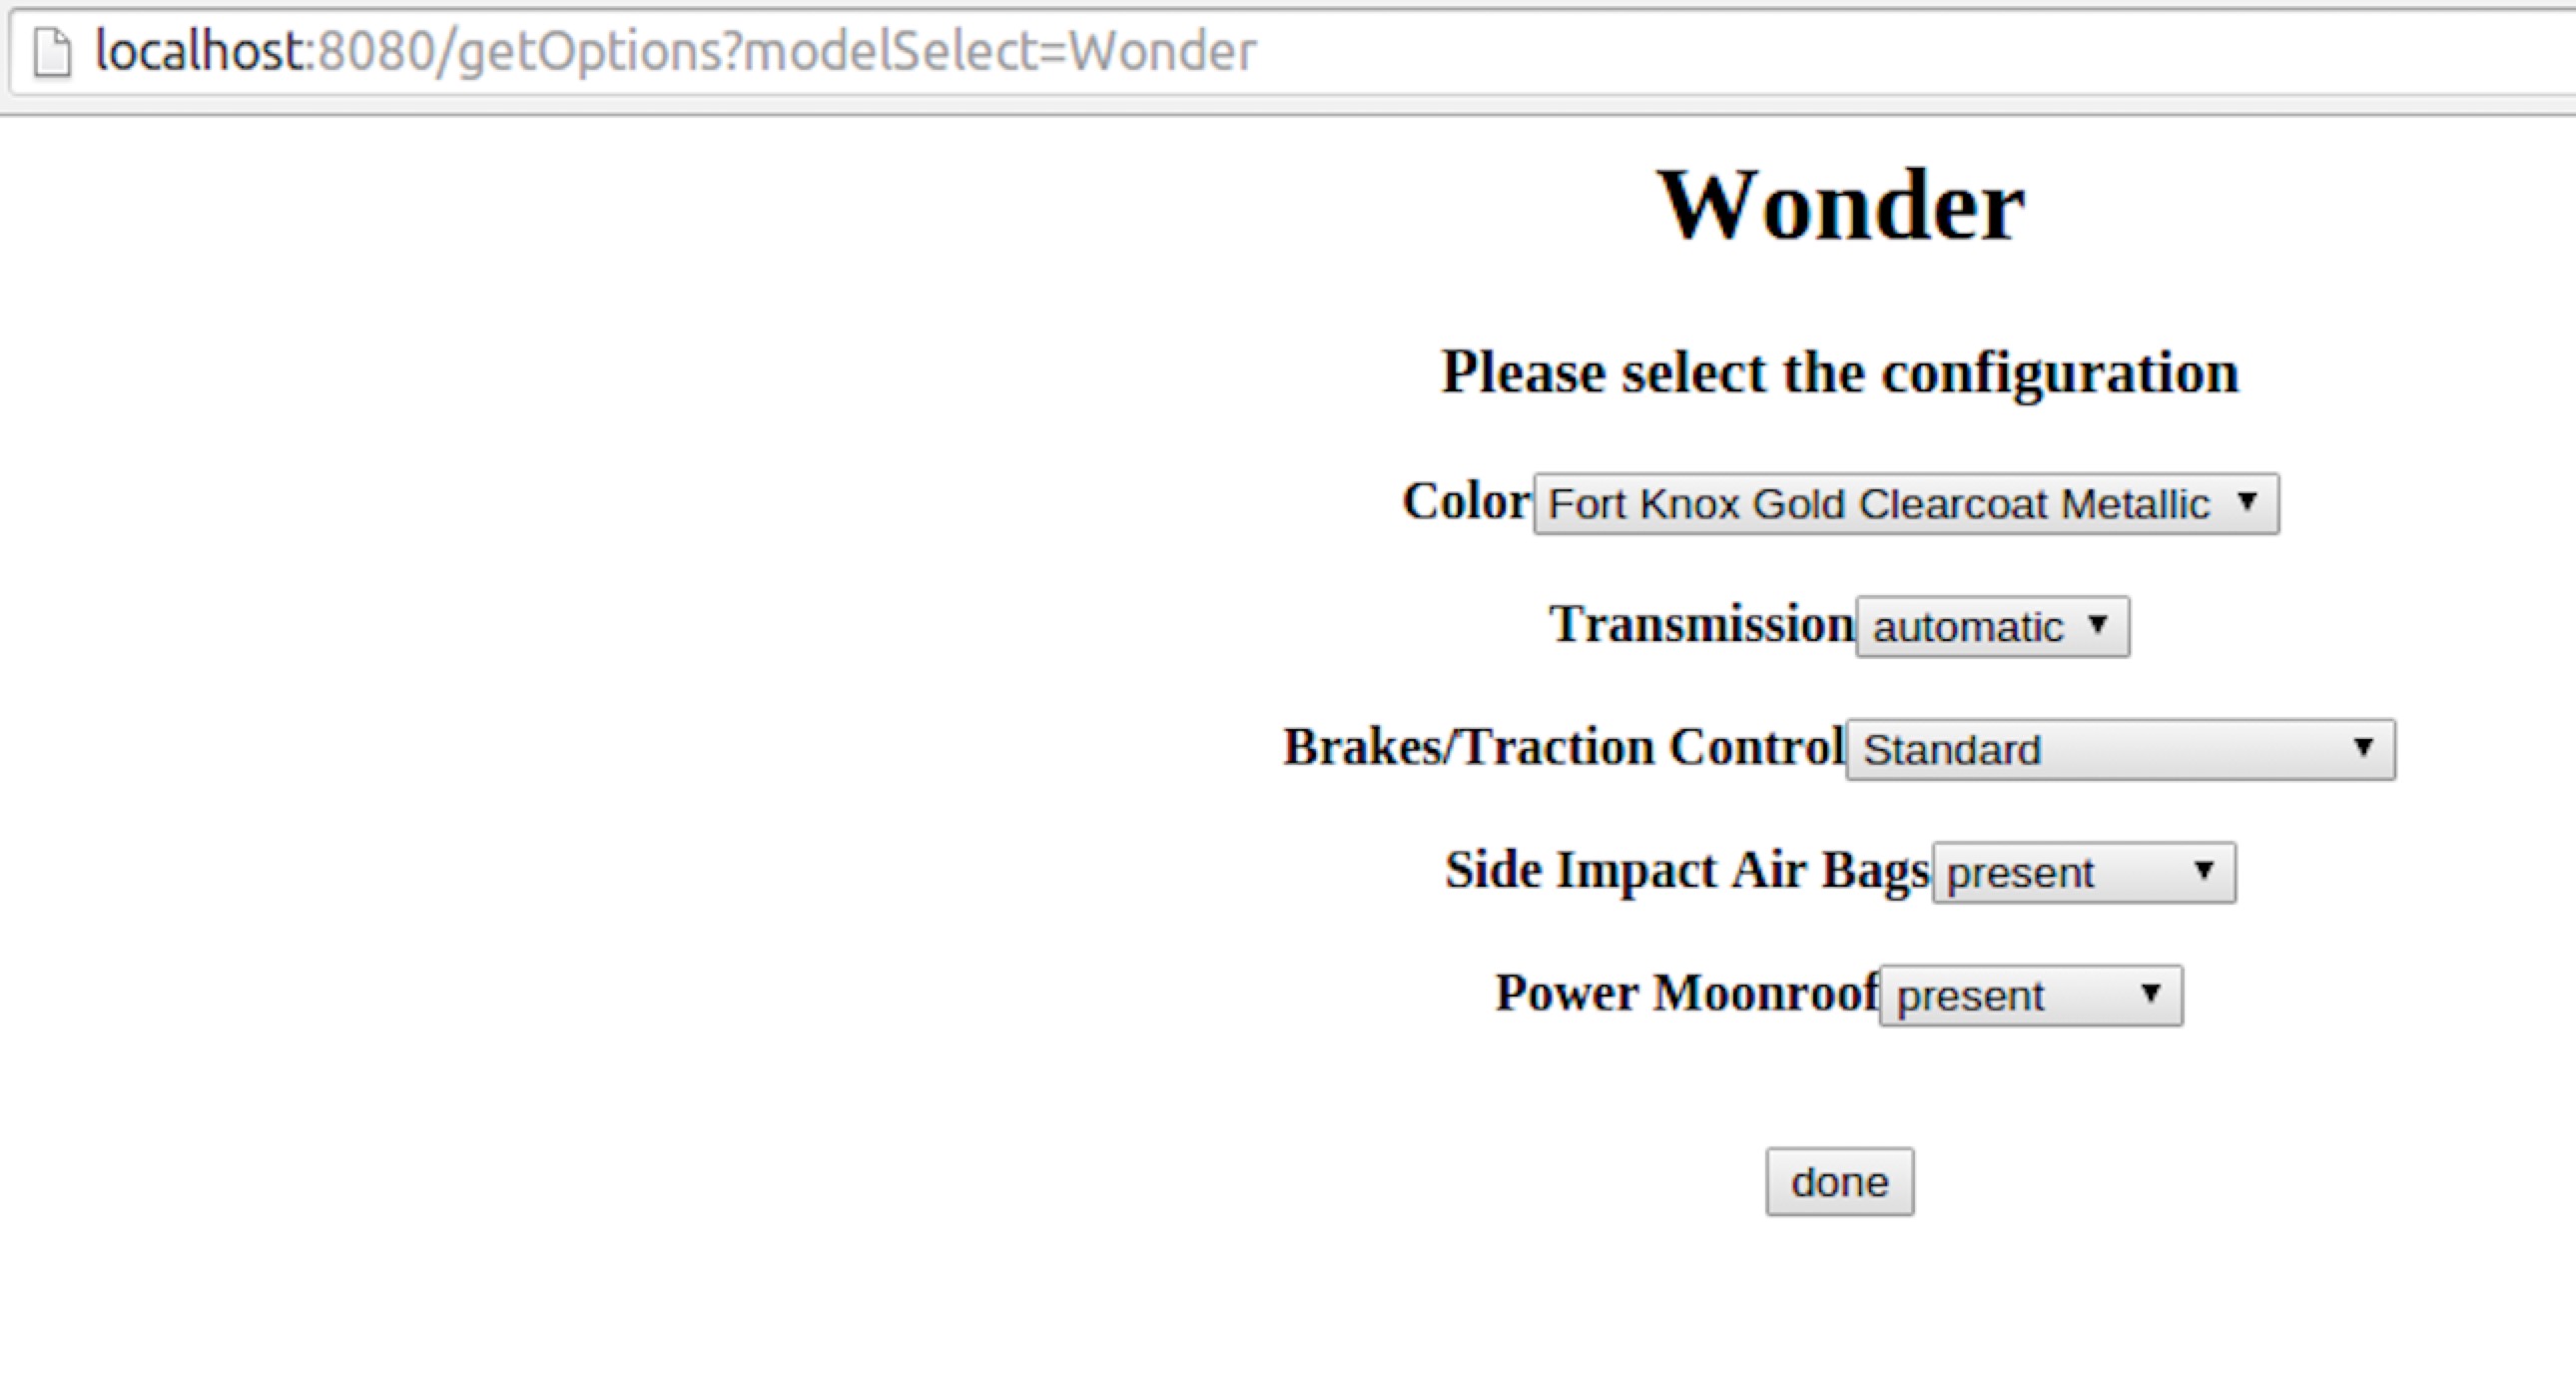 localhost:8080/getOptions?modelSelect=Wonder
Wonder
Please select the configuration
Color Fort Knox Gold Clearcoat Metallic
Transmission automatic
Brakes/Traction Control Standard
Side Impact Air Bags present
Power Moonroof present
done